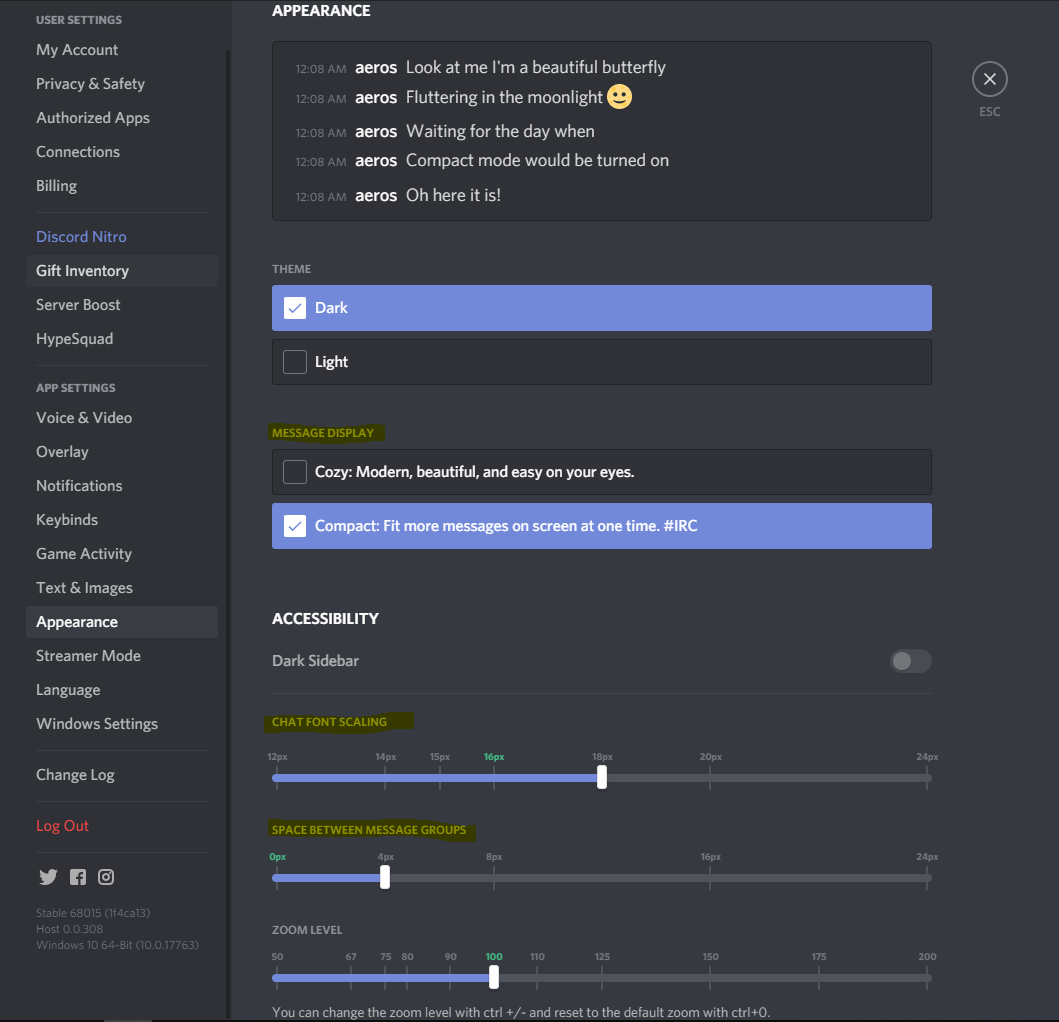 USER SETTINGS
My Account
Privacy & Safety
Authorized Apps
Connections
Billing
Discord Nitro
Gift Inventory
Server Boost
HypeSquad
APP SETTINGS
Voice & Video
Overlay
Notifications
Keybinds
Game Activity
Text & Images
Appearance
Streamer Mode
Language
Windows Settings
Change Log
Log Out
Stable 68015 (1f4ca13)
Host 0.0.308
Windows 10 64-Bit (10.0.17763)
APPEARANCE
12:08 AM aeros Look at me I'm a beautiful butterfly
12:08 AM aeros Fluttering in the moonlight 🙂
12:08 AM aeros Waiting for the day when
12:08 AM aeros Compact mode would be turned on
12:08 AM aeros Oh here it is!
THEME
Dark
Light
MESSAGE DISPLAY
Cozy: Modern, beautiful, and easy on your eyes.
Compact: Fit more messages on screen at one time. #IRC
ACCESSIBILITY
Dark Sidebar
CHAT FONT SCALING
12px 14px 15px 16px 18px 20px 24px
SPACE BETWEEN MESSAGE GROUPS
0px 4px 8px 16px 24px
ZOOM LEVEL
50 67 75 80 90 100 110 125 150 175 200
You can change the zoom level with ctrl +/- and reset to the default zoom with ctrl+0.
ESC